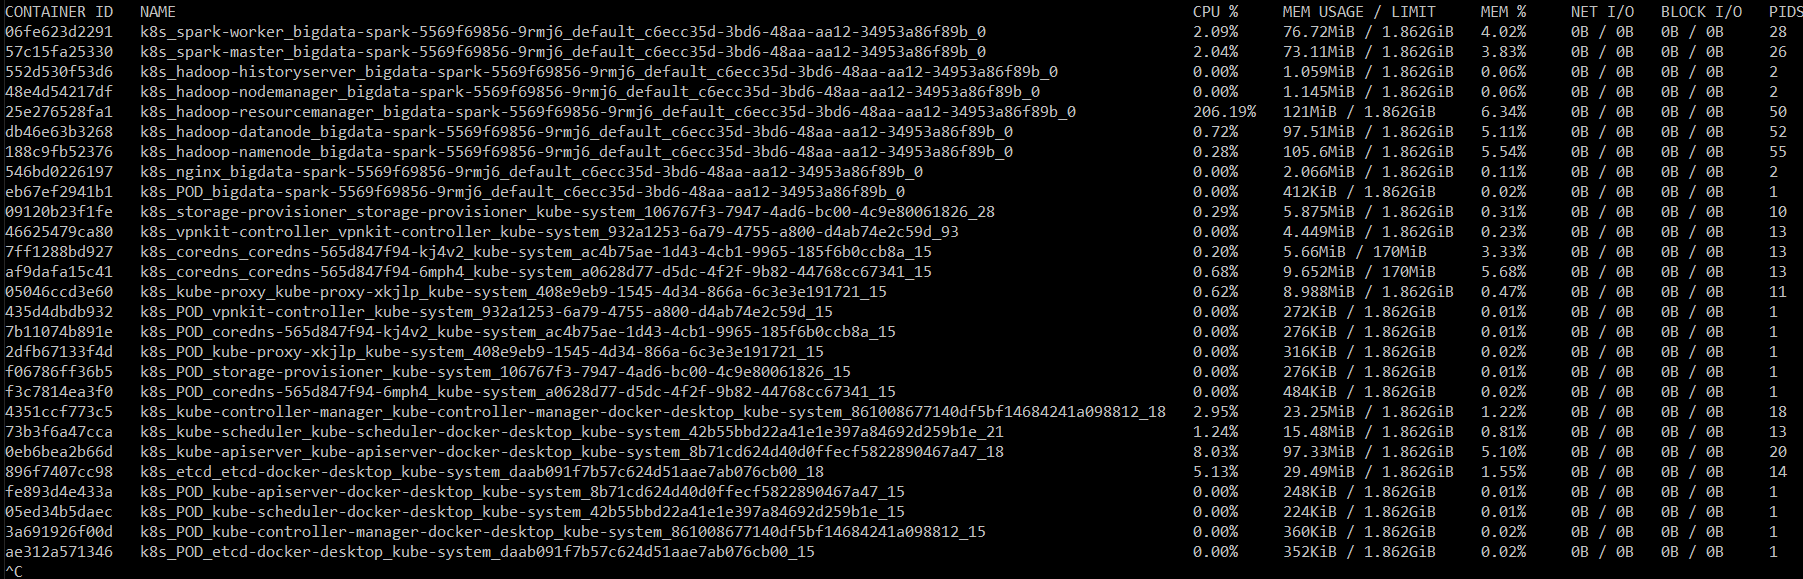 CONTAINER ID NAME CPU % MEM USAGE / LIMIT MEM % NET I/O BLOCK I/O PIDS
06fe623d2291 k8s_spark-worker_bigdata-spark-5569f69856-9rmj6_default_c6ecc35d-3bd6-48aa-aa12-34953a86f89b_0 2.09% 76.72MiB / 1.862GiB 4.02% 0B / 0B 0B / 0B 28
57c15fa25330 k8s_spark-master_bigdata-spark-5569f69856-9rmj6_default_c6ecc35d-3bd6-48aa-aa12-34953a86f89b_0 2.04% 73.11MiB / 1.862GiB 3.83% 0B / 0B 0B / 0B 26
552d530f53d6 k8s_hadoop-historyserver_bigdata-spark-5569f69856-9rmj6_default_c6ecc35d-3bd6-48aa-aa12-34953a86f89b_0 0.00% 1.059MiB / 1.862GiB 0.06% 0B / 0B 0B / 0B 2
48e4d54217df k8s_hadoop-nodemanager_bigdata-spark-5569f69856-9rmj6_default_c6ecc35d-3bd6-48aa-aa12-34953a86f89b_0 0.00% 1.145MiB / 1.862GiB 0.06% 0B / 0B 0B / 0B 2
25e276528fa1 k8s_hadoop-resourcemanager_bigdata-spark-5569f69856-9rmj6_default_c6ecc35d-3bd6-48aa-aa12-34953a86f89b_0 206.19% 121MiB / 1.862GiB 6.34% 0B / 0B 0B / 0B 50
db46e63b3268 k8s_hadoop-datanode_bigdata-spark-5569f69856-9rmj6_default_c6ecc35d-3bd6-48aa-aa12-34953a86f89b_0 0.72% 97.51MiB / 1.862GiB 5.11% 0B / 0B 0B / 0B 52
188c9fb52376 k8s_hadoop-namenode_bigdata-spark-5569f69856-9rmj6_default_c6ecc35d-3bd6-48aa-aa12-34953a86f89b_0 0.28% 105.6MiB / 1.862GiB 5.54% 0B / 0B 0B / 0B 55
546bd0226197 k8s_nginx_bigdata-spark-5569f69856-9rmj6_default_c6ecc35d-3bd6-48aa-aa12-34953a86f89b_0 0.00% 2.066MiB / 1.862GiB 0.11% 0B / 0B 0B / 0B 2
eb67ef2941b1 k8s_POD_bigdata-spark-5569f69856-9rmj6_default_c6ecc35d-3bd6-48aa-aa12-34953a86f89b_0 0.00% 412KiB / 1.862GiB 0.02% 0B / 0B 0B / 0B 1
09120b23f1fe k8s_storage-provisioner_storage-provisioner_kube-system_106767f3-7947-4ad6-bc00-4c9e80061826_28 0.29% 5.875MiB / 1.862GiB 0.31% 0B / 0B 0B / 0B 10
46625479ca80 k8s_vpnkit-controller_vpnkit-controller_kube-system_932a1253-6a79-4755-a800-d4ab74e2c59d_93 0.00% 4.449MiB / 1.862GiB 0.23% 0B / 0B 0B / 0B 13
7ff1288bd927 k8s_coredns_coredns-565d847f94-kj4v2_kube-system_ac4b75ae-1d43-4cb1-9965-185f6b0ccb8a_15 0.20% 5.66MiB / 170MiB 3.33% 0B / 0B 0B / 0B 13
af9dafa15c41 k8s_coredns_coredns-565d847f94-6mph4_kube-system_a0628d77-d5dc-4f2f-9b82-44768cc67341_15 0.68% 9.652MiB / 170MiB 5.68% 0B / 0B 0B / 0B 13
05046ccd3e60 k8s_kube-proxy_kube-proxy-xkjlp_kube-system_408e9eb9-1545-4d34-866a-6c3e3e191721_15 0.62% 8.988MiB / 1.862GiB 0.47% 0B / 0B 0B / 0B 11
435d4dbdb932 k8s_POD_vpnkit-controller_kube-system_932a1253-6a79-4755-a800-d4ab74e2c59d_15 0.00% 272KiB / 1.862GiB 0.01% 0B / 0B 0B / 0B 1
7b11074b891e k8s_POD_coredns-565d847f94-kj4v2_kube-system_ac4b75ae-1d43-4cb1-9965-185f6b0ccb8a_15 0.00% 276KiB / 1.862GiB 0.01% 0B / 0B 0B / 0B 1
2dfb67133f4d k8s_POD_kube-proxy-xkjlp_kube-system_408e9eb9-1545-4d34-866a-6c3e3e191721_15 0.00% 316KiB / 1.862GiB 0.02% 0B / 0B 0B / 0B 1
f06786ff36b5 k8s_POD_storage-provisioner_kube-system_106767f3-7947-4ad6-bc00-4c9e80061826_15 0.00% 276KiB / 1.862GiB 0.01% 0B / 0B 0B / 0B 1
f3c7814ea3f0 k8s_POD_coredns-565d847f94-6mph4_kube-system_a0628d77-d5dc-4f2f-9b82-44768cc67341_15 0.00% 484KiB / 1.862GiB 0.02% 0B / 0B 0B / 0B 1
4351ccf773c5 k8s_kube-controller-manager_kube-controller-manager-docker-desktop_kube-system_861008677140df5bf14684241a098812_18 2.95% 23.25MiB / 1.862GiB 1.22% 0B / 0B 0B / 0B 18
73b3f6a47cca k8s_kube-scheduler_kube-scheduler-docker-desktop_kube-system_42b55bbd22a41e1e397a84692d259b1e_21 1.24% 15.48MiB / 1.862GiB 0.81% 0B / 0B 0B / 0B 13
0eb6bea2b66d k8s_kube-apiserver_kube-apiserver-docker-desktop_kube-system_8b71cd624d40d0ffecf5822890467a47_18 8.03% 97.33MiB / 1.862GiB 5.10% 0B / 0B 0B / 0B 20
896f7407cc98 k8s_etcd_etcd-docker-desktop_kube-system_daab091f7b57c624d51aae7ab076cb00_18 5.13% 29.49MiB / 1.862GiB 1.55% 0B / 0B 0B / 0B 14
fe893d4e433a k8s_POD_kube-apiserver-docker-desktop_kube-system_8b71cd624d40d0ffecf5822890467a47_15 0.00% 248KiB / 1.862GiB 0.01% 0B / 0B 0B / 0B 1
05ed34b5daec k8s_POD_kube-scheduler-docker-desktop_kube-system_42b55bbd22a41e1e397a84692d259b1e_15 0.00% 224KiB / 1.862GiB 0.01% 0B / 0B 0B / 0B 1
3a691926f00d k8s_POD_kube-controller-manager-docker-desktop_kube-system_861008677140df5bf14684241a098812_15 0.00% 360KiB / 1.862GiB 0.02% 0B / 0B 0B / 0B 1
ae312a571346 k8s_POD_etcd-docker-desktop_kube-system_daab091f7b57c624d51aae7ab076cb00_15 0.00% 352KiB / 1.862GiB 0.02% 0B / 0B 0B / 0B 1
^C